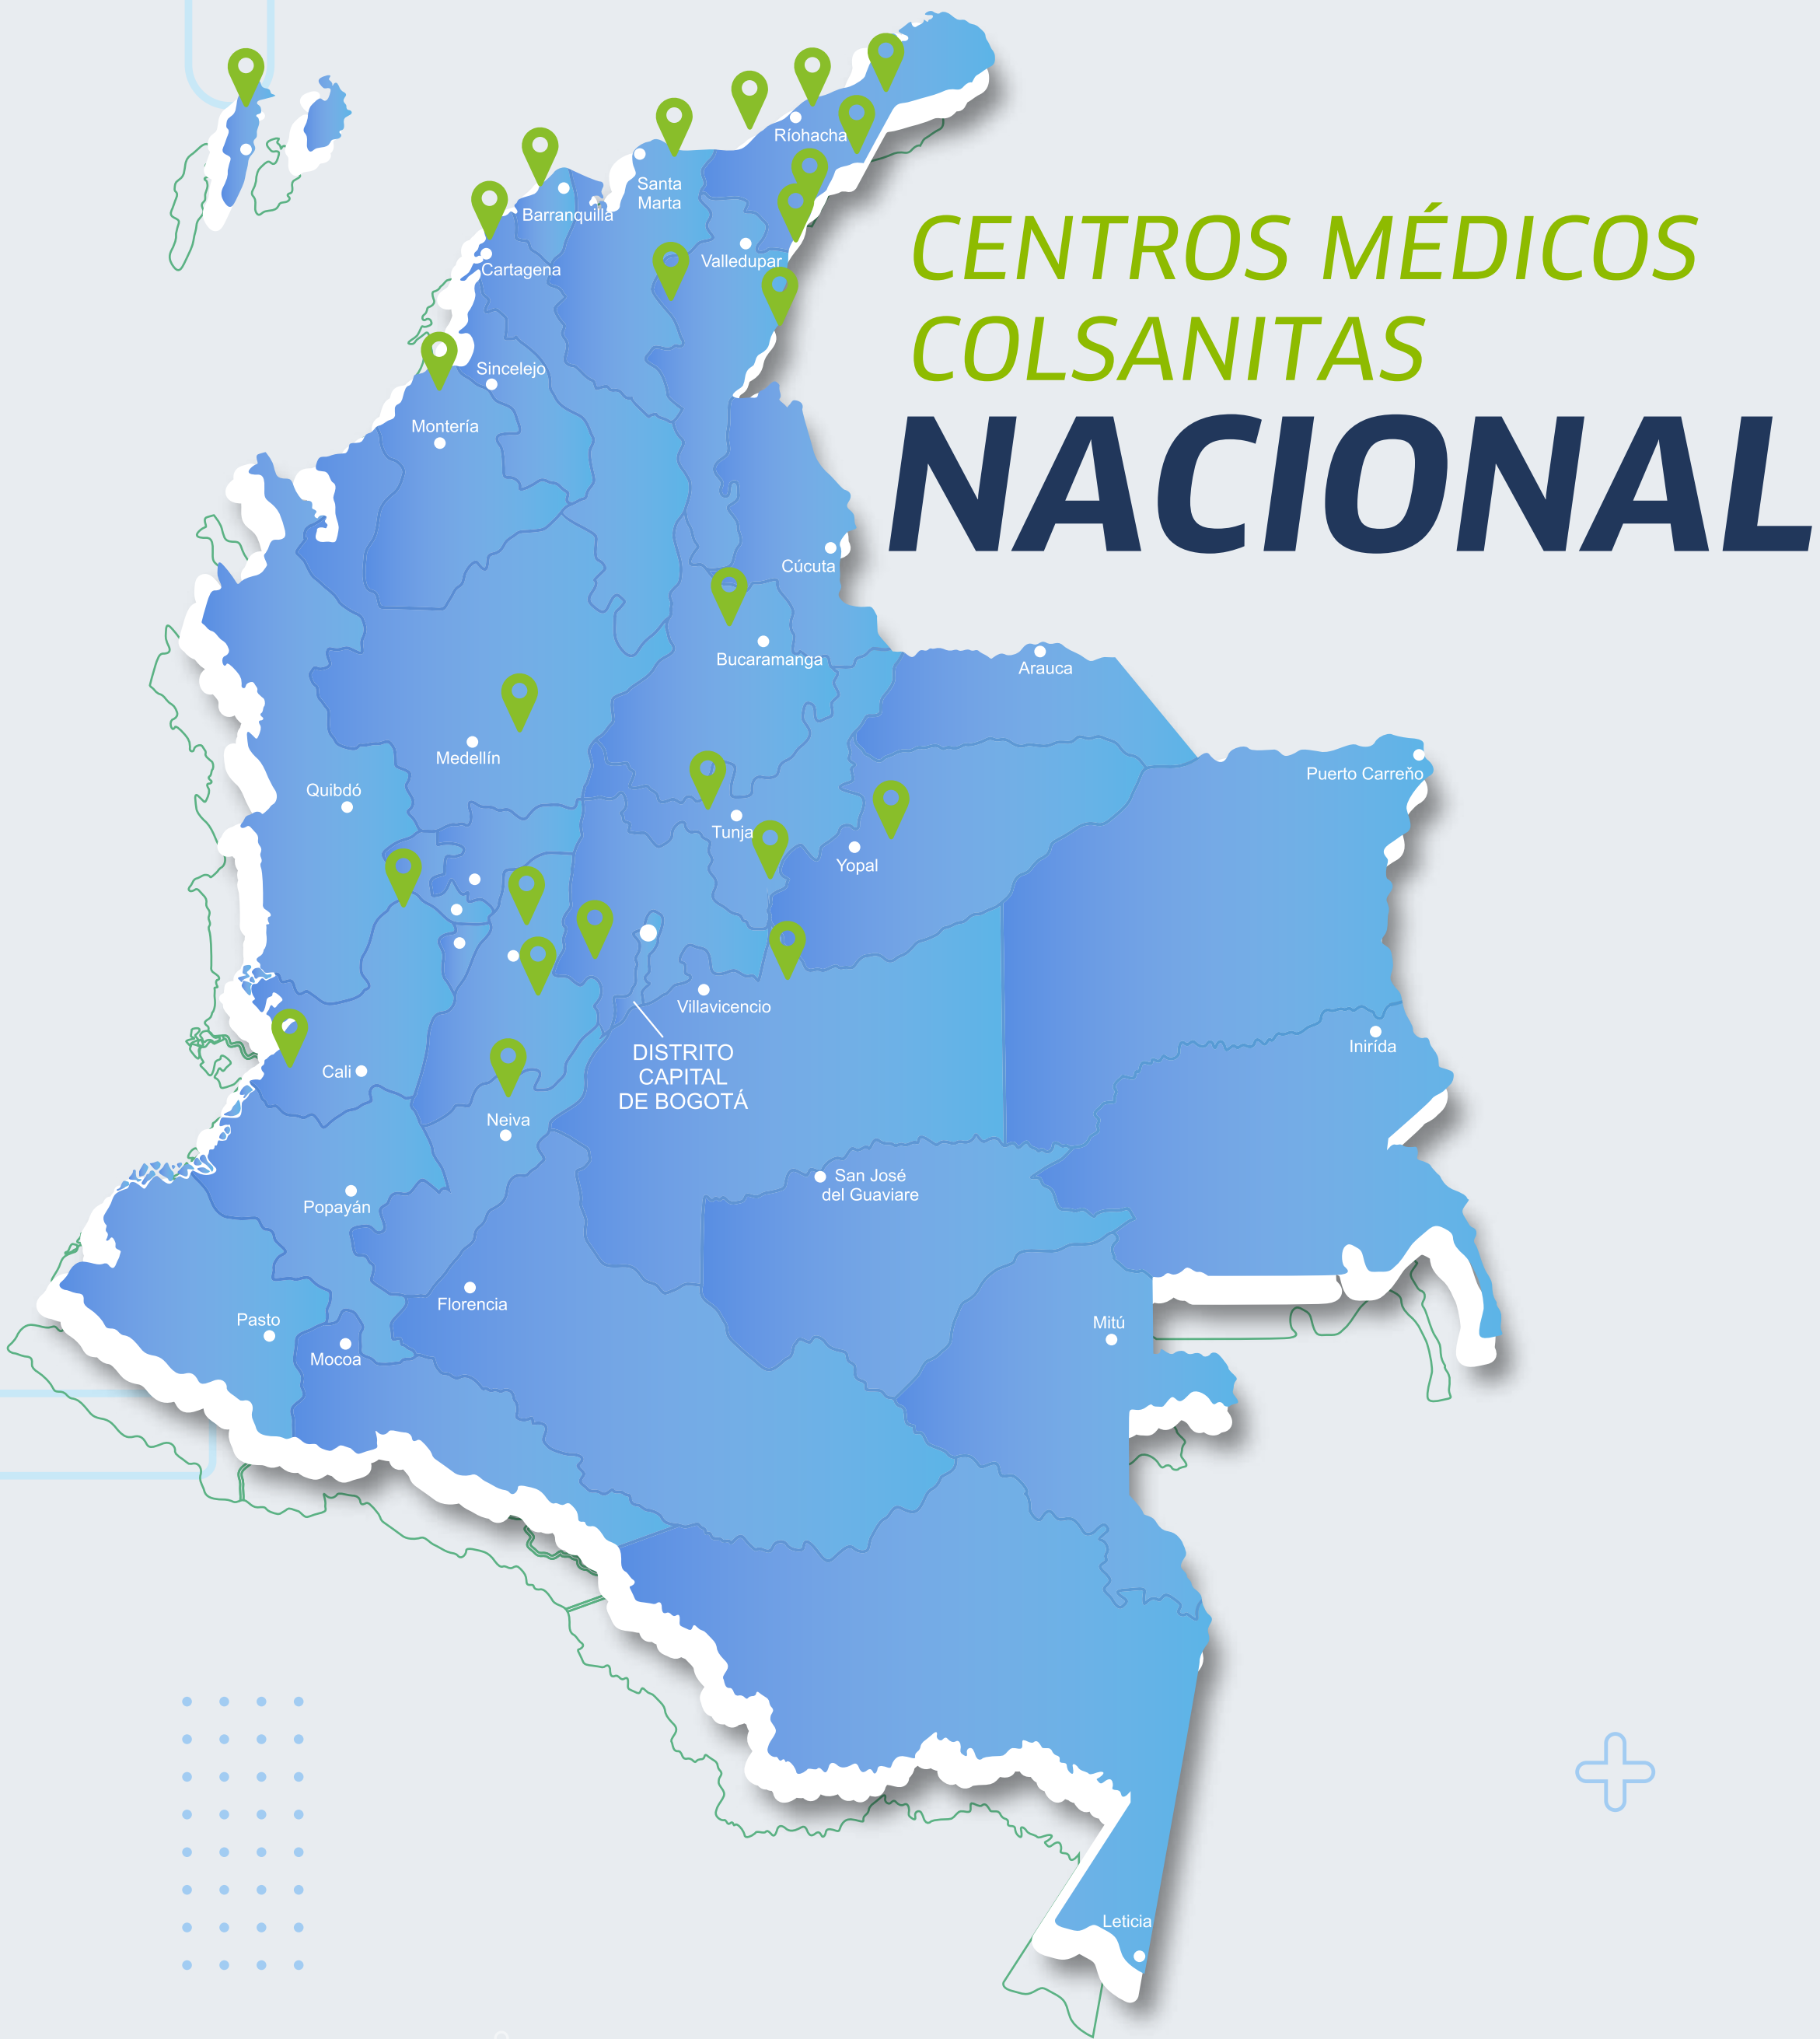 CENTROS MÉDICOS
COLSANITAS
NACIONAL
Ríohacha
Santa
Marta
Barranquilla
Valledupar
Cartagena
Sincelejo
Montería
Cúcuta
Bucaramanga
Arauca
Medellín
Puerto Carreño
Quibdó
Tunja
Yopal
Villavicencio
Inirída
DISTRITO
CAPITAL
DE BOGOTÁ
Cali
Neiva
San José
del Guaviare
Popayán
Florencia
Pasto
Mitú
Mocoa
Leticia